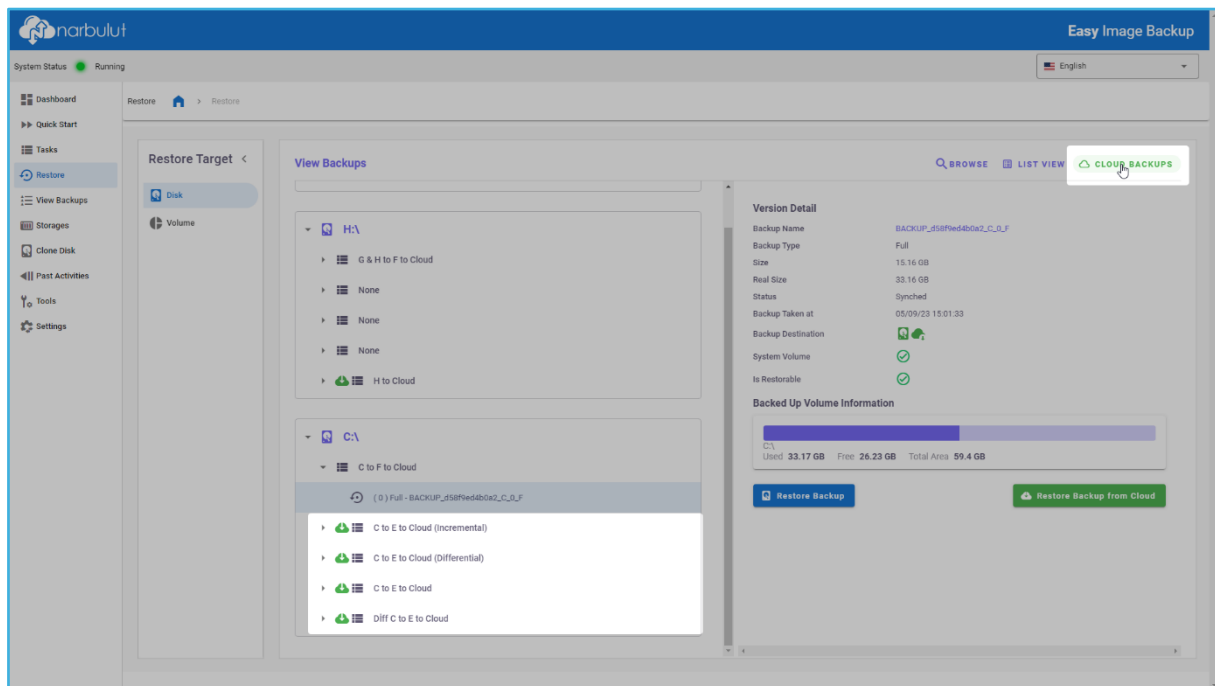 narbulut
Easy Image Backup
System Status Running
English
Dashboard
Quick Start
Tasks
Restore
View Backups
Storages
Clone Disk
Past Activities
Tools
Settings
Restore > Restore
Restore Target <
Disk
Volume
View Backups
BROWSE LIST VIEW CLOUD BACKUPS
H:\
G & H to F to Cloud
None
None
None
H to Cloud
C:\
C to F to Cloud
( 0 ) Full - BACKUP_d58f9ed4b0a2_C_0_F
C to E to Cloud (Incremental)
C to E to Cloud (Differential)
C to E to Cloud
Diff C to E to Cloud
Version Detail
Backup Name BACKUP_d58f9ed4b0a2_C_0_F
Backup Type Full
Size 15.16 GB
Real Size 33.16 GB
Status Synched
Backup Taken at 05/09/23 15:01:33
Backup Destination
System Volume
Is Restorable
Backed Up Volume Information
C:\
Used 33.17 GB Free 26.23 GB Total Area 59.4 GB
Restore Backup Restore Backup from Cloud